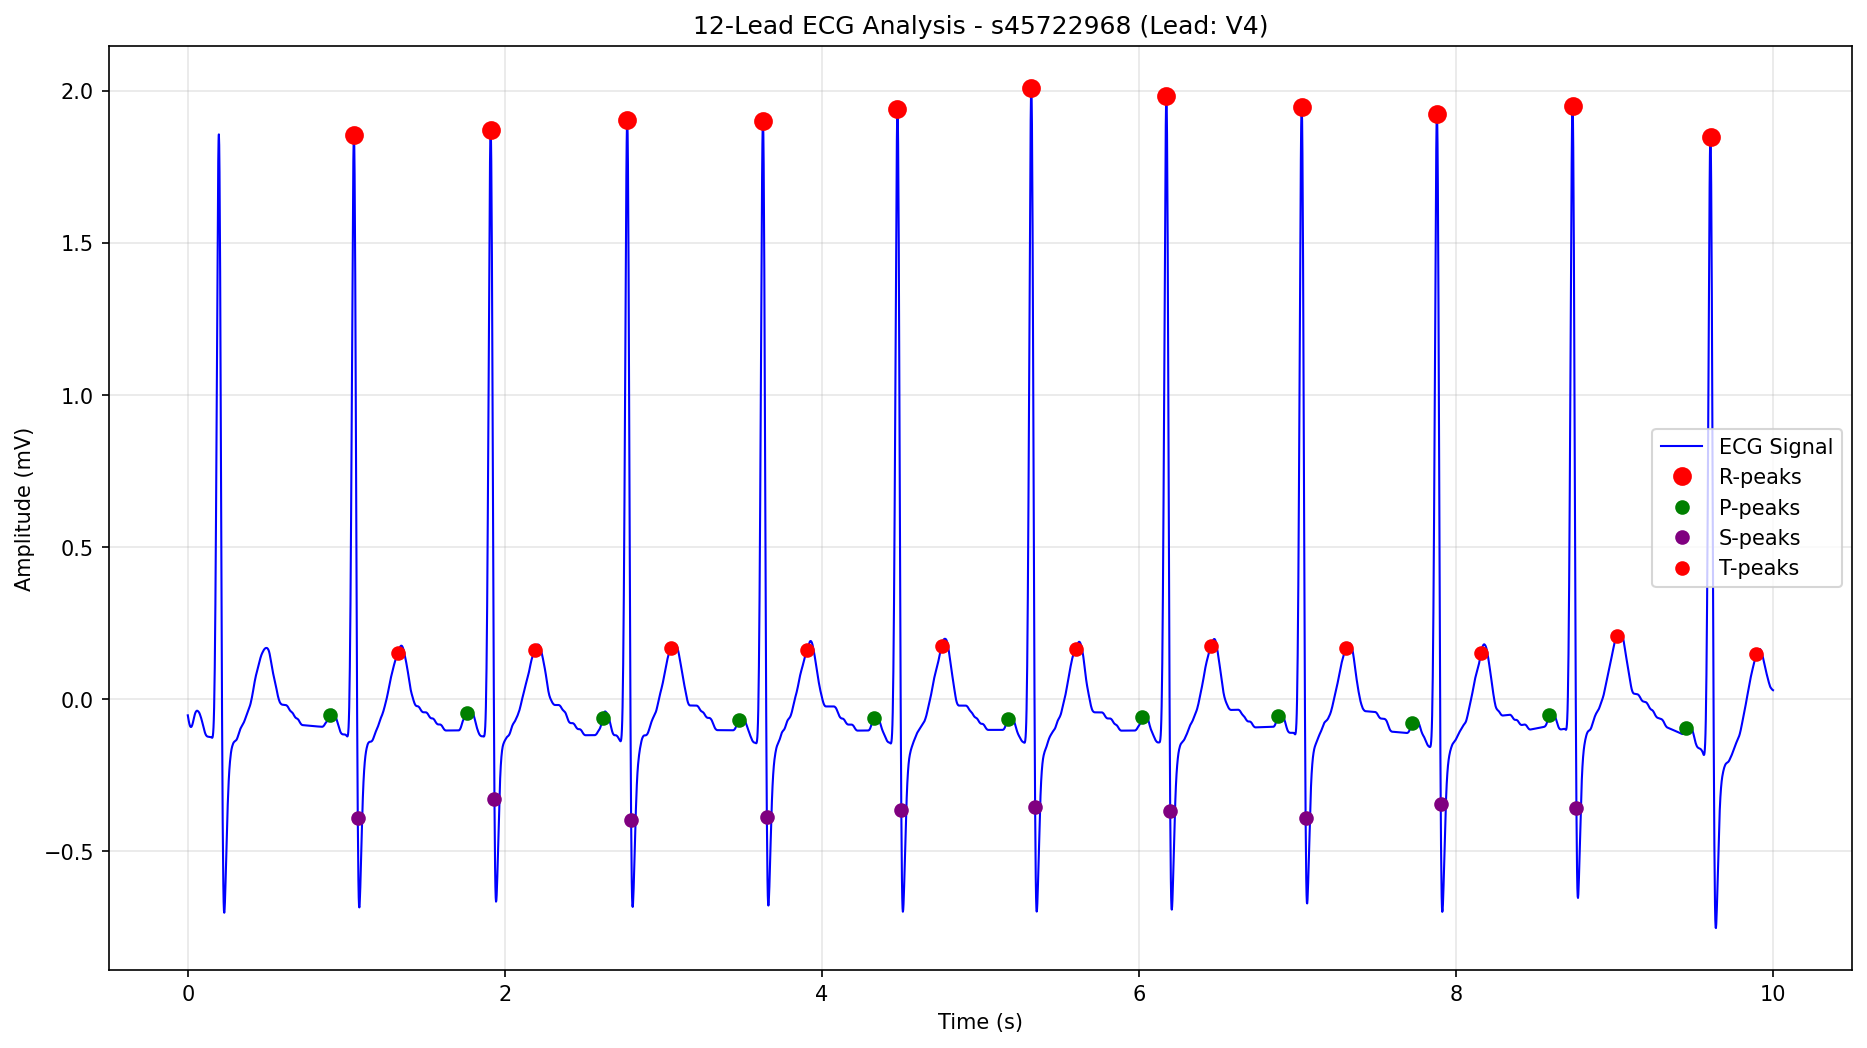 12-Lead ECG Analysis - s45722968 (Lead: V4)
2.0
1.5
1.0
0.5
0.0
−0.5
Amplitude (mV)
ECG Signal
R-peaks
P-peaks
S-peaks
T-peaks
0 2 4 6 8 10
Time (s)